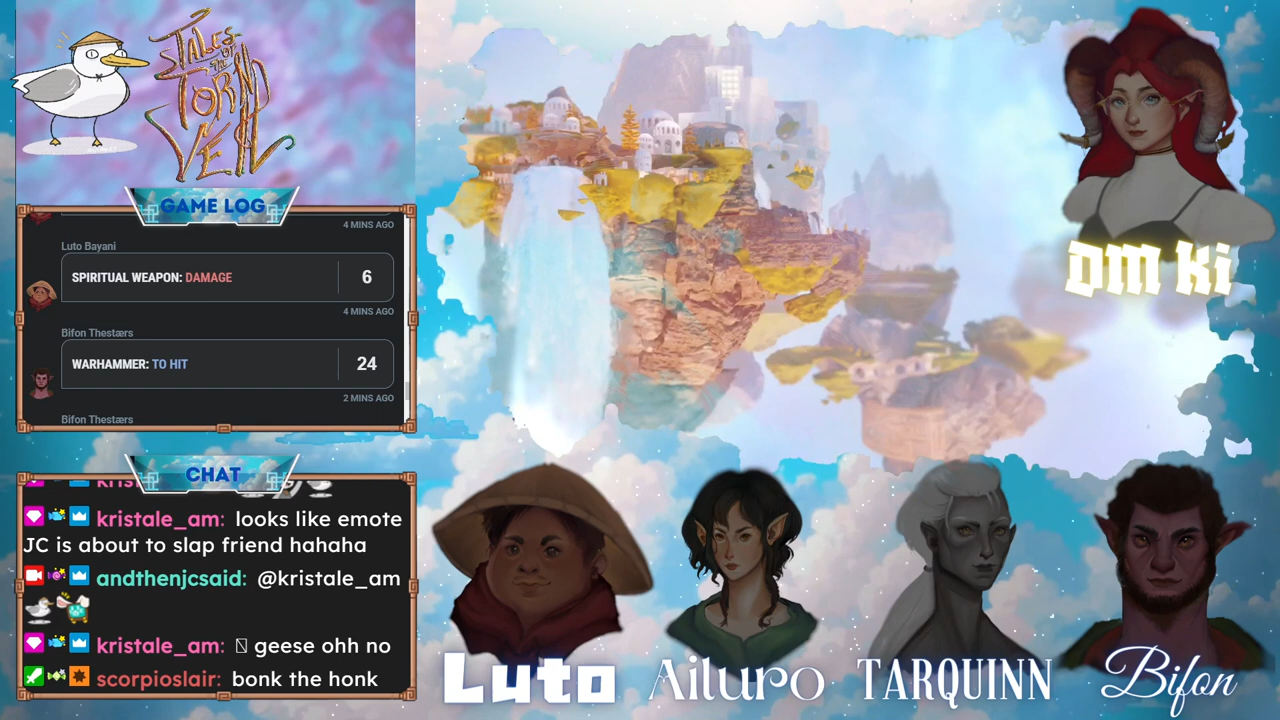 TALES
OF
THE
TORN
VEIL
GAME LOG
4 MINS AGO
Luto Bayani
SPIRITUAL WEAPON: DAMAGE 6
4 MINS AGO
Bifon Thestærs
WARHAMMER: TO HIT 24
2 MINS AGO
Bifon Thestærs
CHAT
kristale_am: looks like emote
JC is about to slap friend hahaha
andthenjcsaid: @kristale_am
kristale_am: geese ohh no
scorpioslair: bonk the honk
DM Ki
Luto
Ailuro
TARQUINN
Bifon